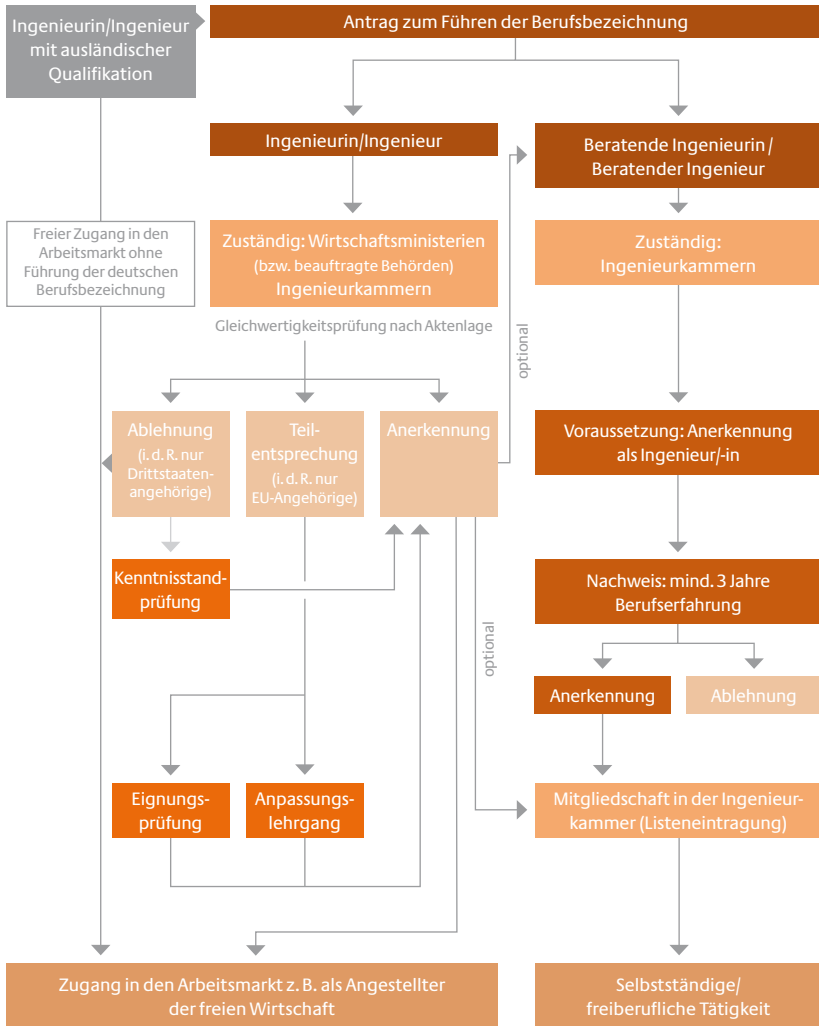 Ingenieurin/Ingenieur
mit ausländischer
Qualifikation
Antrag zum Führen der Berufsbezeichnung
Ingenieurin/Ingenieur
Beratende Ingenieurin /
Beratender Ingenieur
Freier Zugang in den
Arbeitsmarkt ohne
Führung der deutschen
Berufsbezeichnung
Zuständig: Wirtschaftsministerien
(bzw. beauftragte Behörden)
Ingenieurkammern
Zuständig:
Ingenieurkammern
Gleichwertigkeitsprüfung nach Aktenlage
optional
Ablehnung
(i. d. R. nur
Drittstaaten-
angehörige)
Teil-
entsprechung
(i. d. R. nur
EU-Angehörige)
Anerkennung
Voraussetzung: Anerkennung
als Ingenieur/-in
Kenntnisstand-
prüfung
Nachweis: mind. 3 Jahre
Berufserfahrung
optional
Anerkennung
Ablehnung
Eignungs-
prüfung
Anpassungs-
lehrgang
Mitgliedschaft in der Ingenieur-
kammer (Listeneintragung)
Zugang in den Arbeitsmarkt z. B. als Angestellter
der freien Wirtschaft
Selbstständige/
freiberufliche Tätigkeit